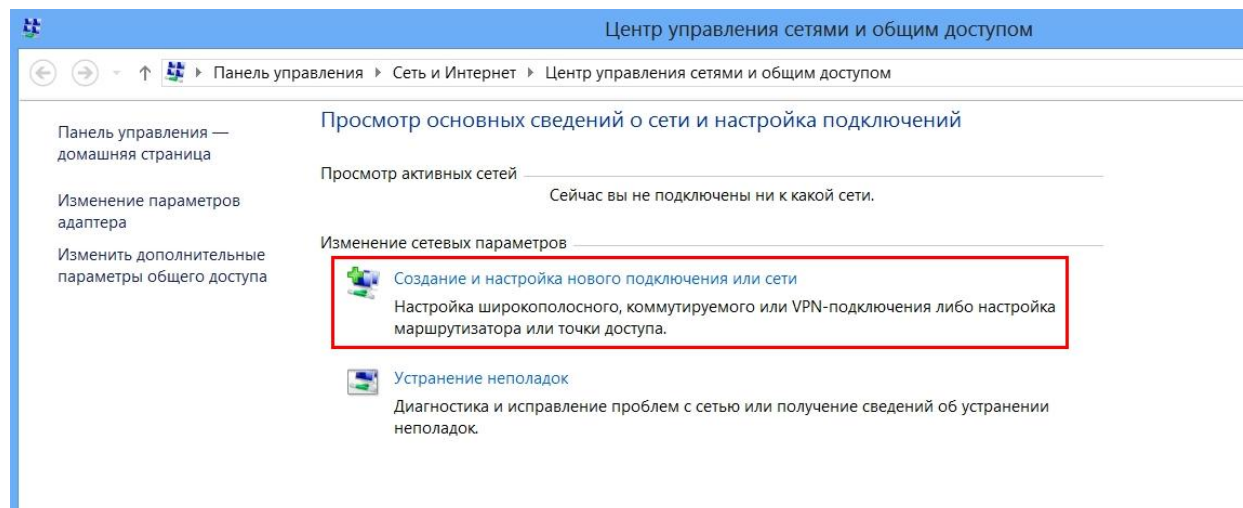 Центр управления сетями и общим доступом
Панель управления Сеть и Интернет Центр управления сетями и общим доступом
Панель управления —
домашняя страница
Изменение параметров
адаптера
Изменить дополнительные
параметры общего доступа
Просмотр основных сведений о сети и настройка подключений
Просмотр активных сетей
Сейчас вы не подключены ни к какой сети.
Изменение сетевых параметров
Создание и настройка нового подключения или сети
Настройка широкополосного, коммутируемого или VPN-подключения либо настройка
маршрутизатора или точки доступа.
Устранение неполадок
Диагностика и исправление проблем с сетью или получение сведений об устранении
неполадок.